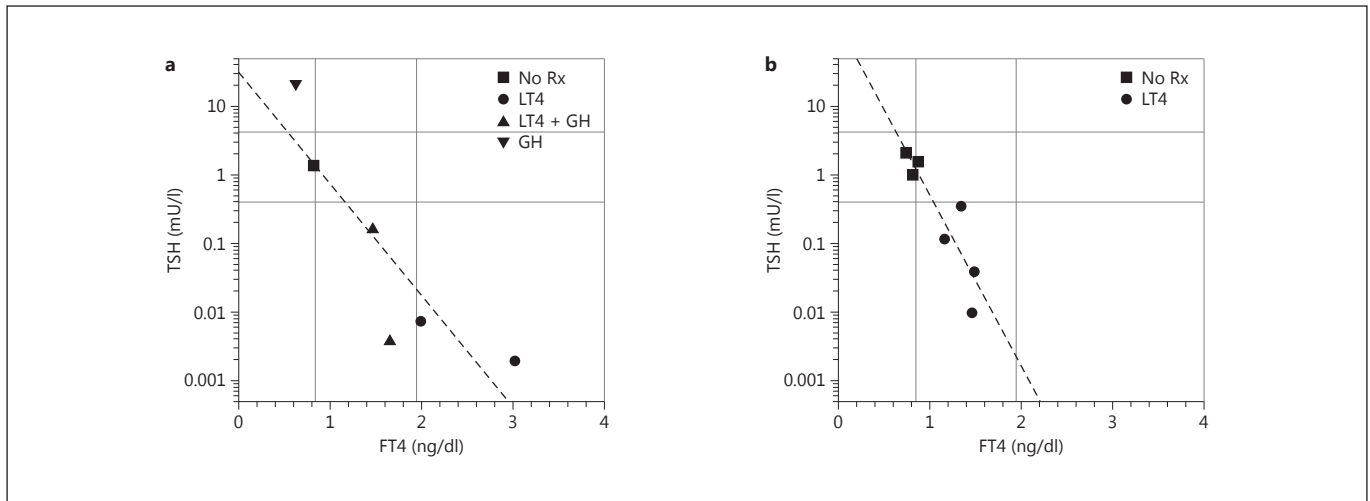 a
No Rx
LT4
LT4 + GH
GH
10
1
0.1
0.01
0.001
TSH (mU/l)
0 1 2 3 4
FT4 (ng/dl)
b
No Rx
LT4
10
1
0.1
0.01
0.001
TSH (mU/l)
0 1 2 3 4
FT4 (ng/dl)